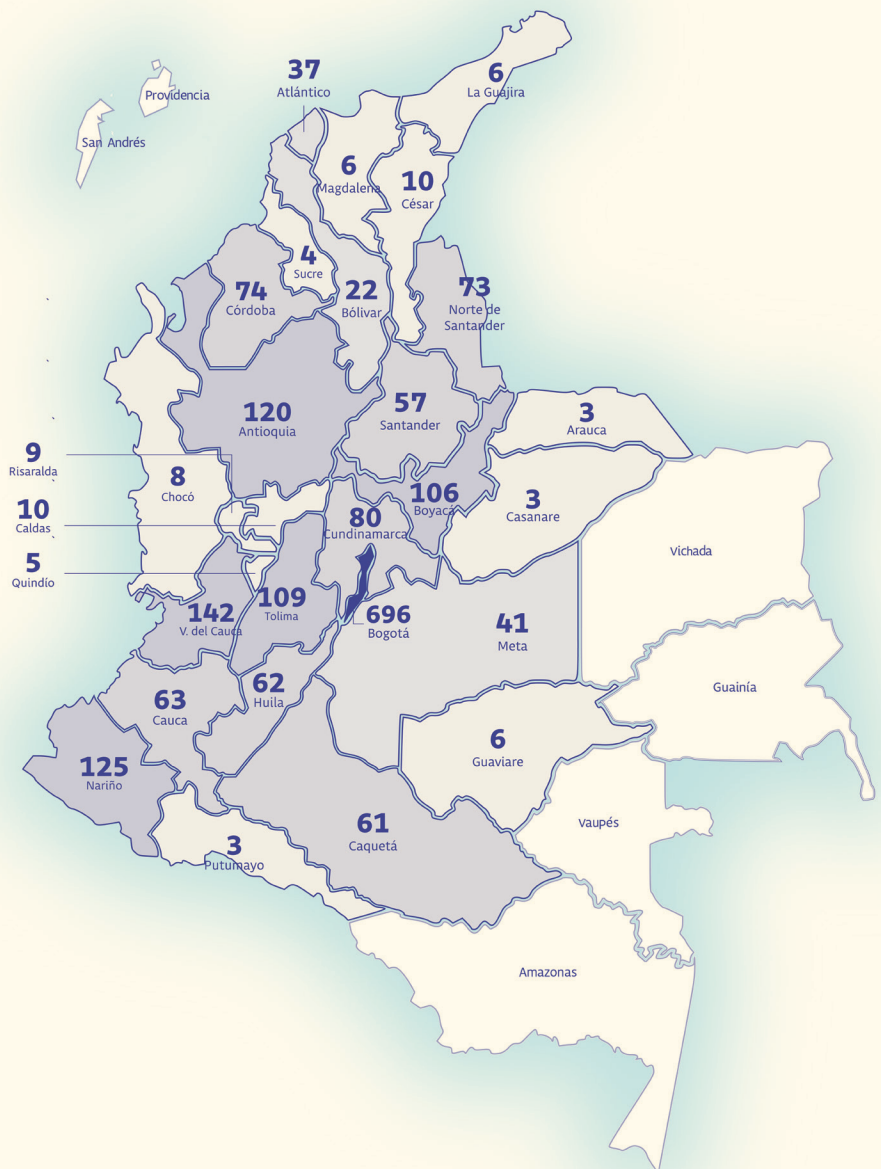 37
Atlántico
6
La Guajira
Providencia
San Andrés
6
Magdalena
10
César
4
Sucre
74
Córdoba
22
Bólivar
73
Norte de
Santander
120
Antioquia
57
Santander
3
Arauca
9
Risaralda
8
Chocó
106
Boyacá
3
Casanare
10
Caldas
80
Cundinamarca
Vichada
5
Quindío
142
V. del Cauca
109
Tolima
696
Bogotá
41
Meta
63
Cauca
62
Huila
Guainía
125
Nariño
6
Guaviare
61
Caquetá
Vaupés
3
Putumayo
Amazonas